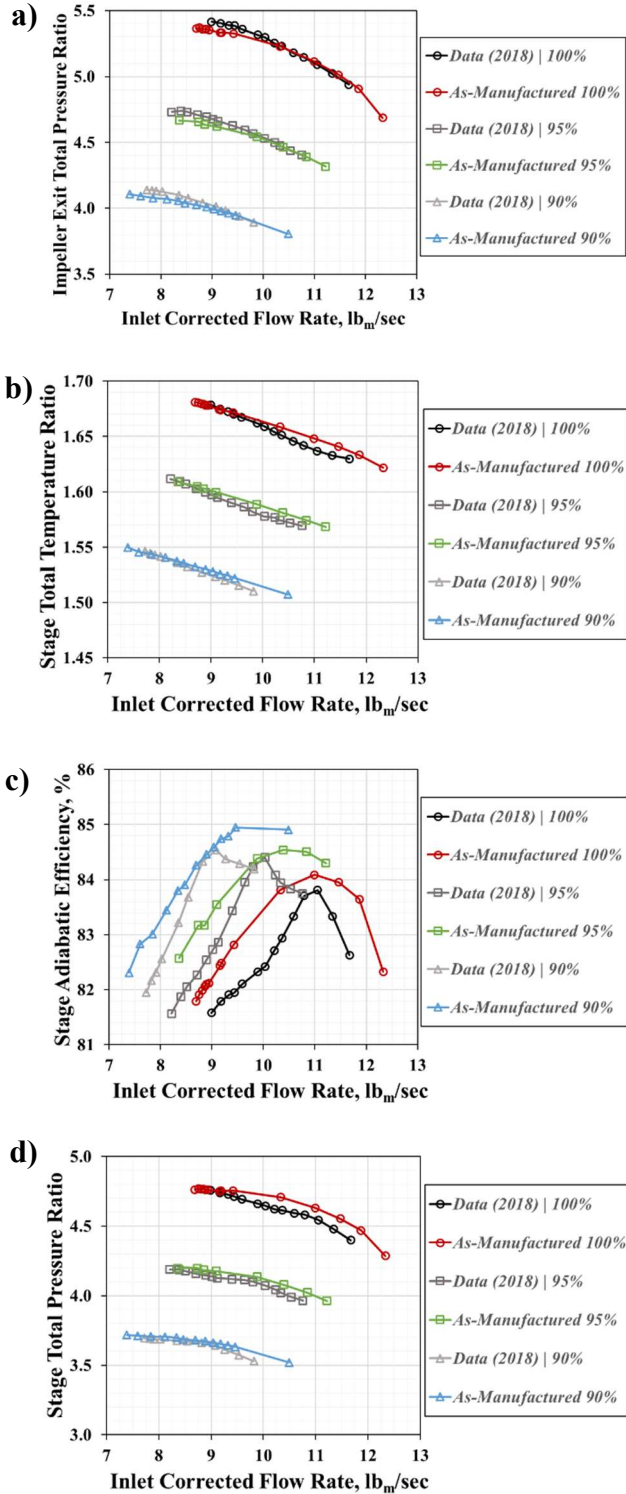 a)
Impeller Exit Total Pressure Ratio
5.5
5.0
4.5
4.0
3.5
7 8 9 10 11 12 13
Inlet Corrected Flow Rate, lbm/sec
Data (2018) | 100%
As-Manufactured 100%
Data (2018) | 95%
As-Manufactured 95%
Data (2018) | 90%
As-Manufactured 90%
b)
Stage Total Temperature Ratio
1.70
1.65
1.60
1.55
1.50
1.45
7 8 9 10 11 12 13
Inlet Corrected Flow Rate, lbm/sec
Data (2018) | 100%
As-Manufactured 100%
Data (2018) | 95%
As-Manufactured 95%
Data (2018) | 90%
As-Manufactured 90%
c)
Stage Adiabatic Efficiency, %
86
85
84
83
82
81
7 8 9 10 11 12 13
Inlet Corrected Flow Rate, lbm/sec
Data (2018) | 100%
As-Manufactured 100%
Data (2018) | 95%
As-Manufactured 95%
Data (2018) | 90%
As-Manufactured 90%
d)
Stage Total Pressure Ratio
5.0
4.5
4.0
3.5
3.0
7 8 9 10 11 12 13
Inlet Corrected Flow Rate, lbm/sec
Data (2018) | 100%
As-Manufactured 100%
Data (2018) | 95%
As-Manufactured 95%
Data (2018) | 90%
As-Manufactured 90%